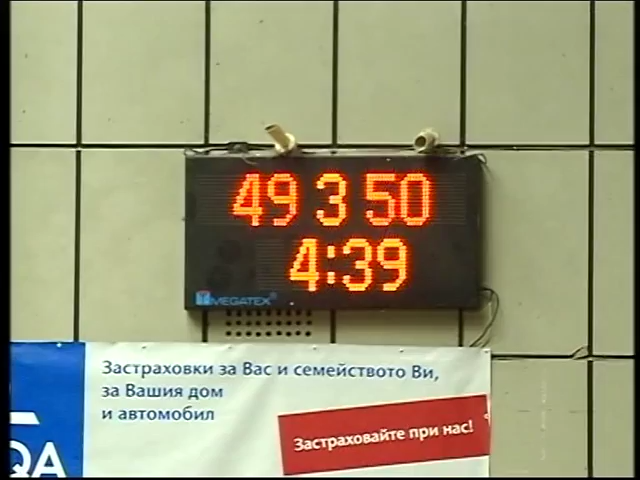 49 3 50
4:39
MEGATEX
Застраховки за Вас и семейството Ви,
за Вашия дом
и автомобил
Застраховайте при нас!
QA